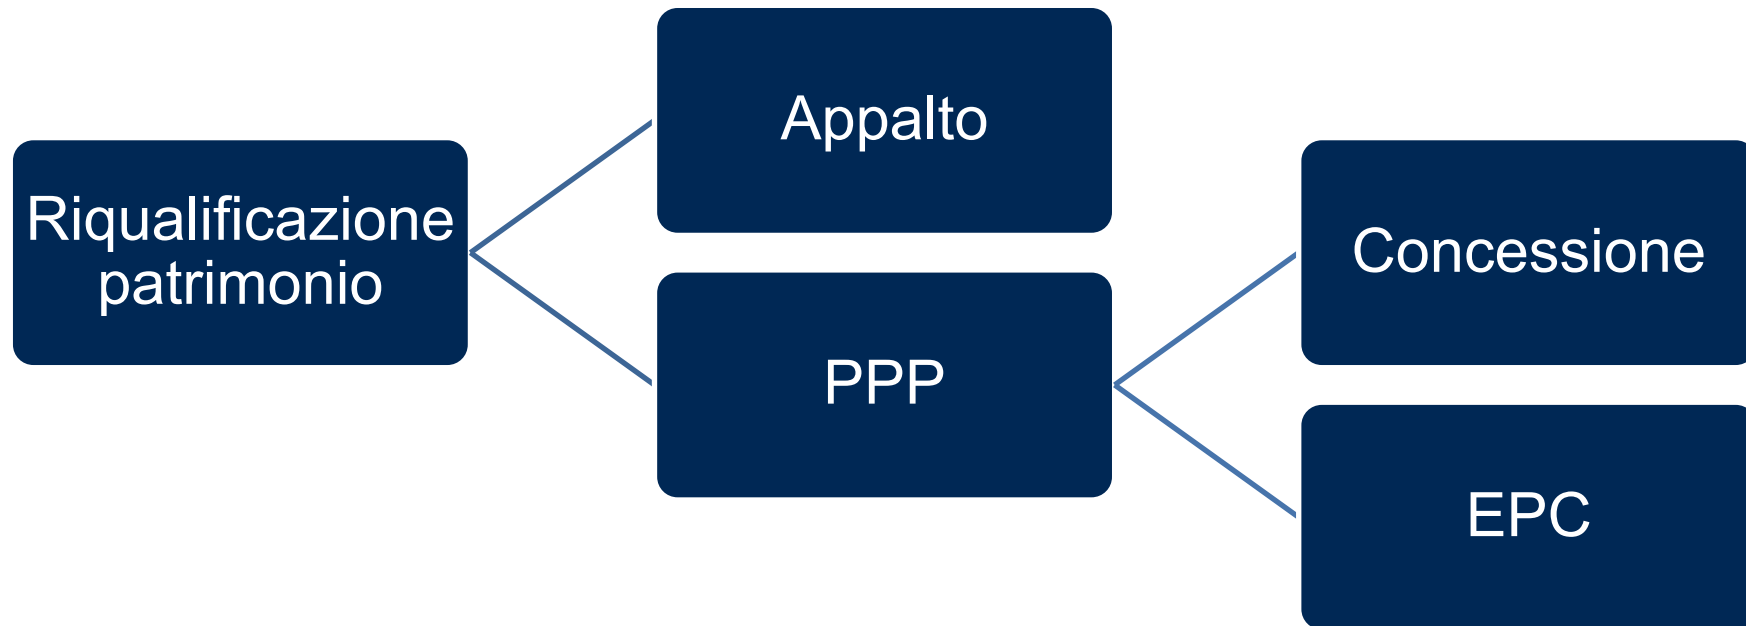 Riqualificazione
patrimonio
Appalto
PPP
Concessione
EPC